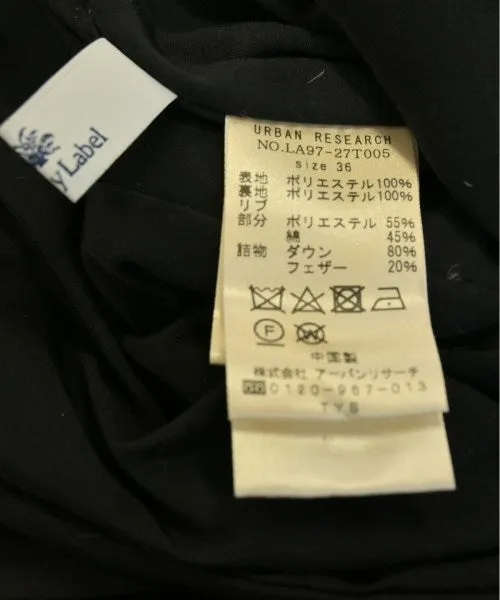 y Label
URBAN RESEARCH
NO.LA97-27T005
size 36
表地 ポリエステル100%
裏地 ポリエステル100%
リブ
部分 ポリエステル 55%
綿 45%
詰物 ダウン 80%
フェザー 20%
中国製
株式会社 アーバンリサーチ
0120-967-013
TYS